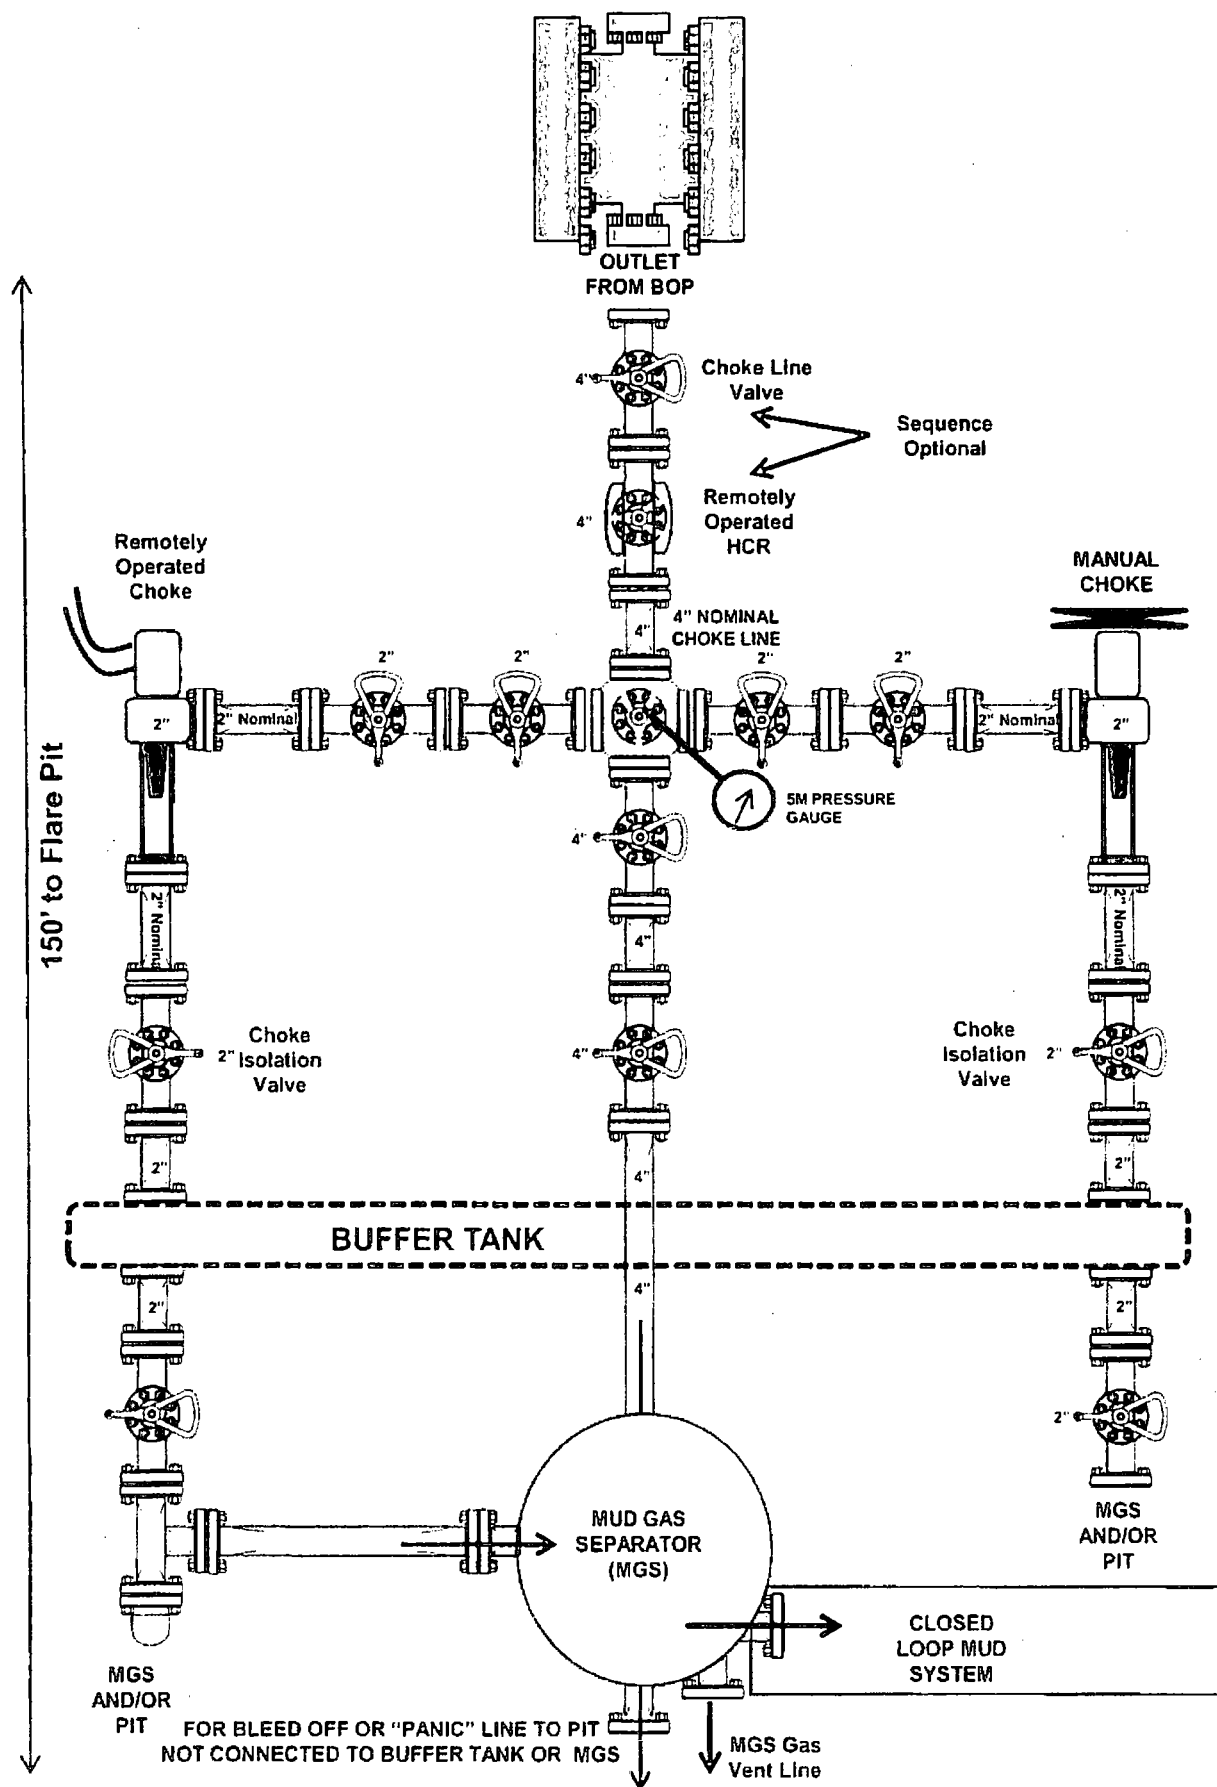 OUTLET
FROM BOP
4"
Choke Line
Valve
Sequence
Optional
4"
Remotely
Operated
HCR
Remotely
Operated
Choke
MANUAL
CHOKE
4"
4" NOMINAL
CHOKE LINE
2"
2"
2"
2"
2"
2" Nominal
2" Nominal
2"
5M PRESSURE
GAUGE
4"
150' to Flare Pit
2" Nominal
4"
2" Nominal
2"
Choke
Isolation
Valve
4"
Choke
Isolation
Valve
2"
2"
4"
2"
BUFFER TANK
2"
4"
2"
2"
MUD GAS
SEPARATOR
(MGS)
MGS
AND/OR
PIT
CLOSED
LOOP MUD
SYSTEM
MGS
AND/OR
PIT
FOR BLEED OFF OR "PANIC" LINE TO PIT
NOT CONNECTED TO BUFFER TANK OR MGS
MGS Gas
Vent Line